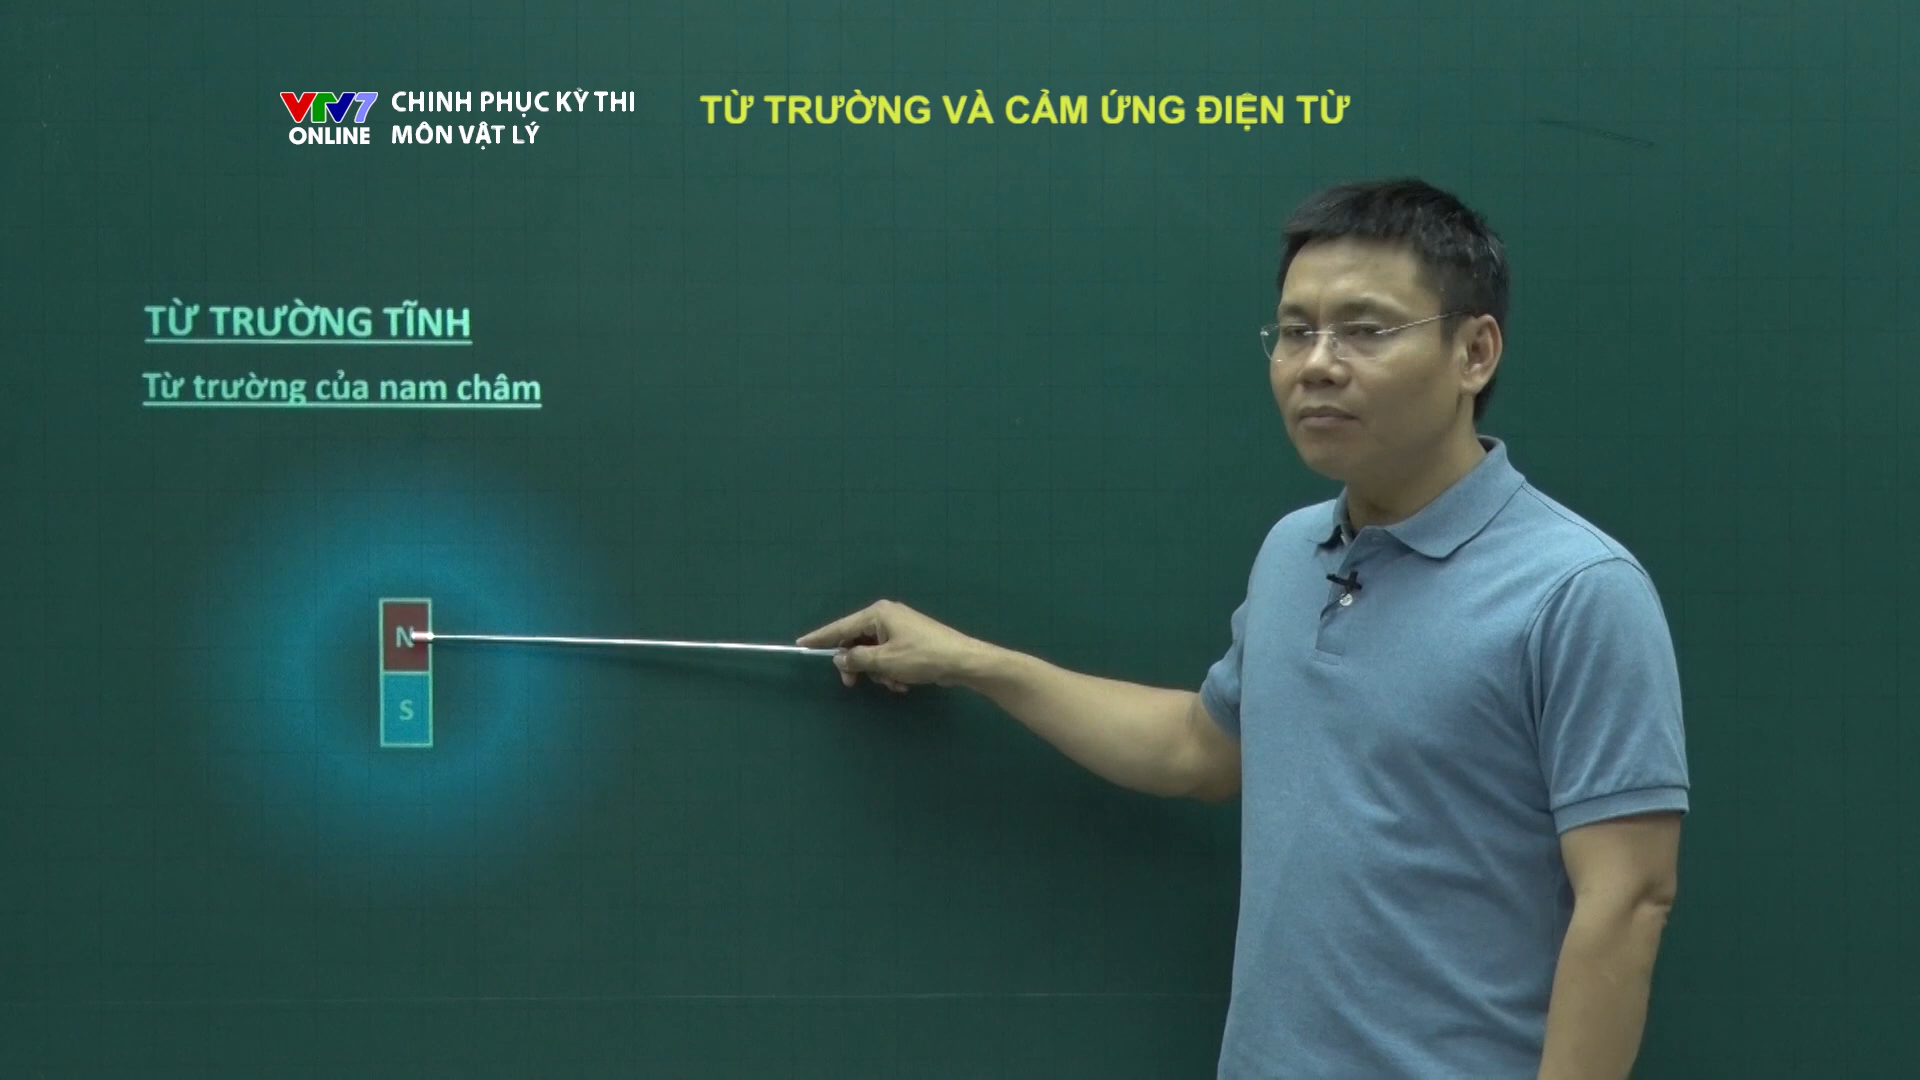 VTV7
ONLINE
CHINH PHỤC KỲ THI
MÔN VẬT LÝ
TỪ TRƯỜNG VÀ CẢM ỨNG ĐIỆN TỪ
TỪ TRƯỜNG TĨNH
Từ trường của nam châm
N
S